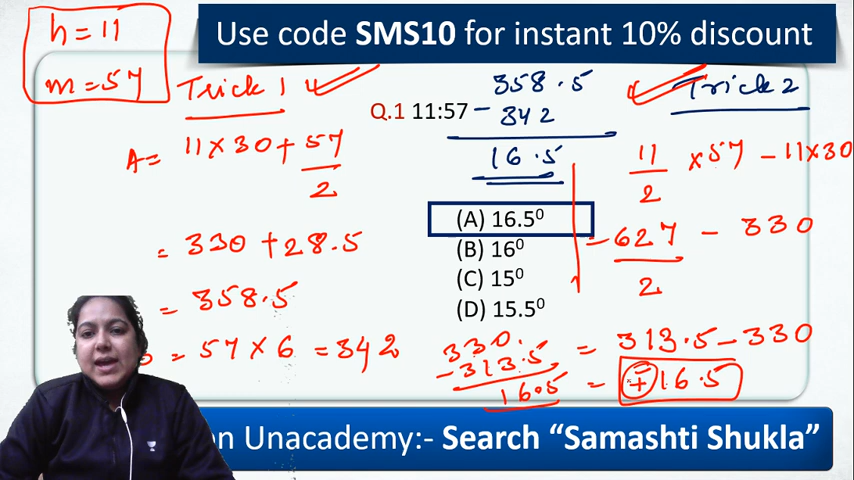 h = 11
m = 57
Use code SMS10 for instant 10% discount
Trick 1
Trick 2
Q.1 11:57
358.5
- 342
16.5
A = 11 × 30 + 57/2
= 330 + 28.5
= 358.5
= 57 × 6 = 342
(A) 16.5⁰
(B) 16⁰
(C) 15⁰
(D) 15.5⁰
11/2 × 57 - 11 × 30
= 627/2 - 330
= 313.5 - 330
= 16.5
330.
- 313.5
16.5
on Unacademy:- Search “Samashti Shukla”